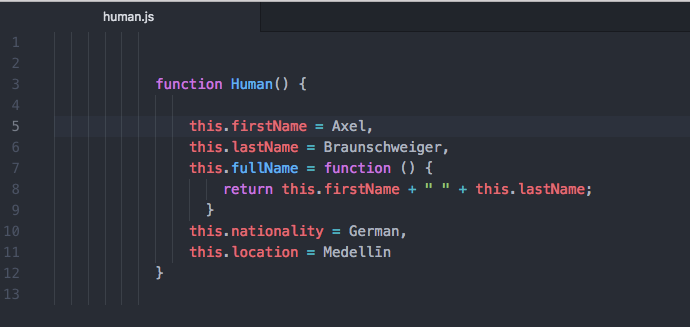 human.js
1
2
3 function Human() {
4
5 this.firstName = Axel,
6 this.lastName = Braunschweiger,
7 this.fullName = function () {
8 return this.firstName + " " + this.lastName;
9 }
10 this.nationality = German,
11 this.location = Medellīn
12 }
13